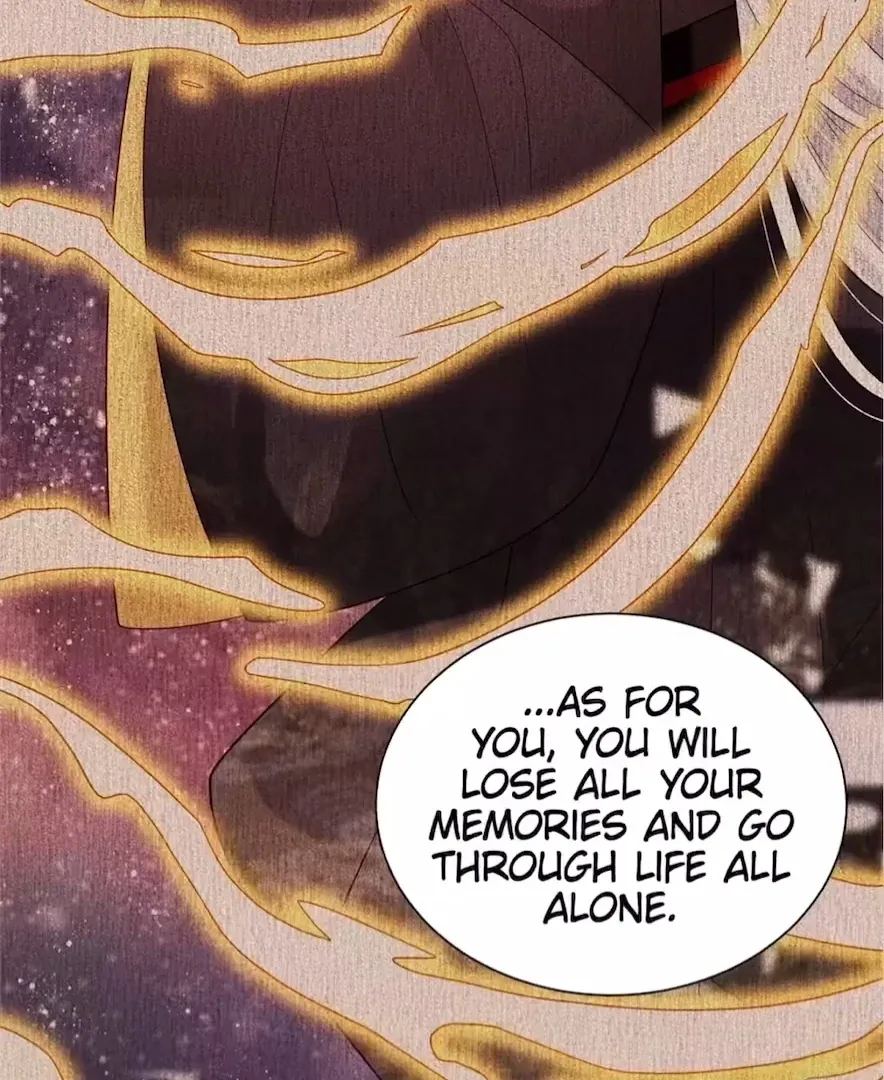 ...AS FOR
YOU, YOU WILL
LOSE ALL YOUR
MEMORIES AND GO
THROUGH LIFE ALL
ALONE.